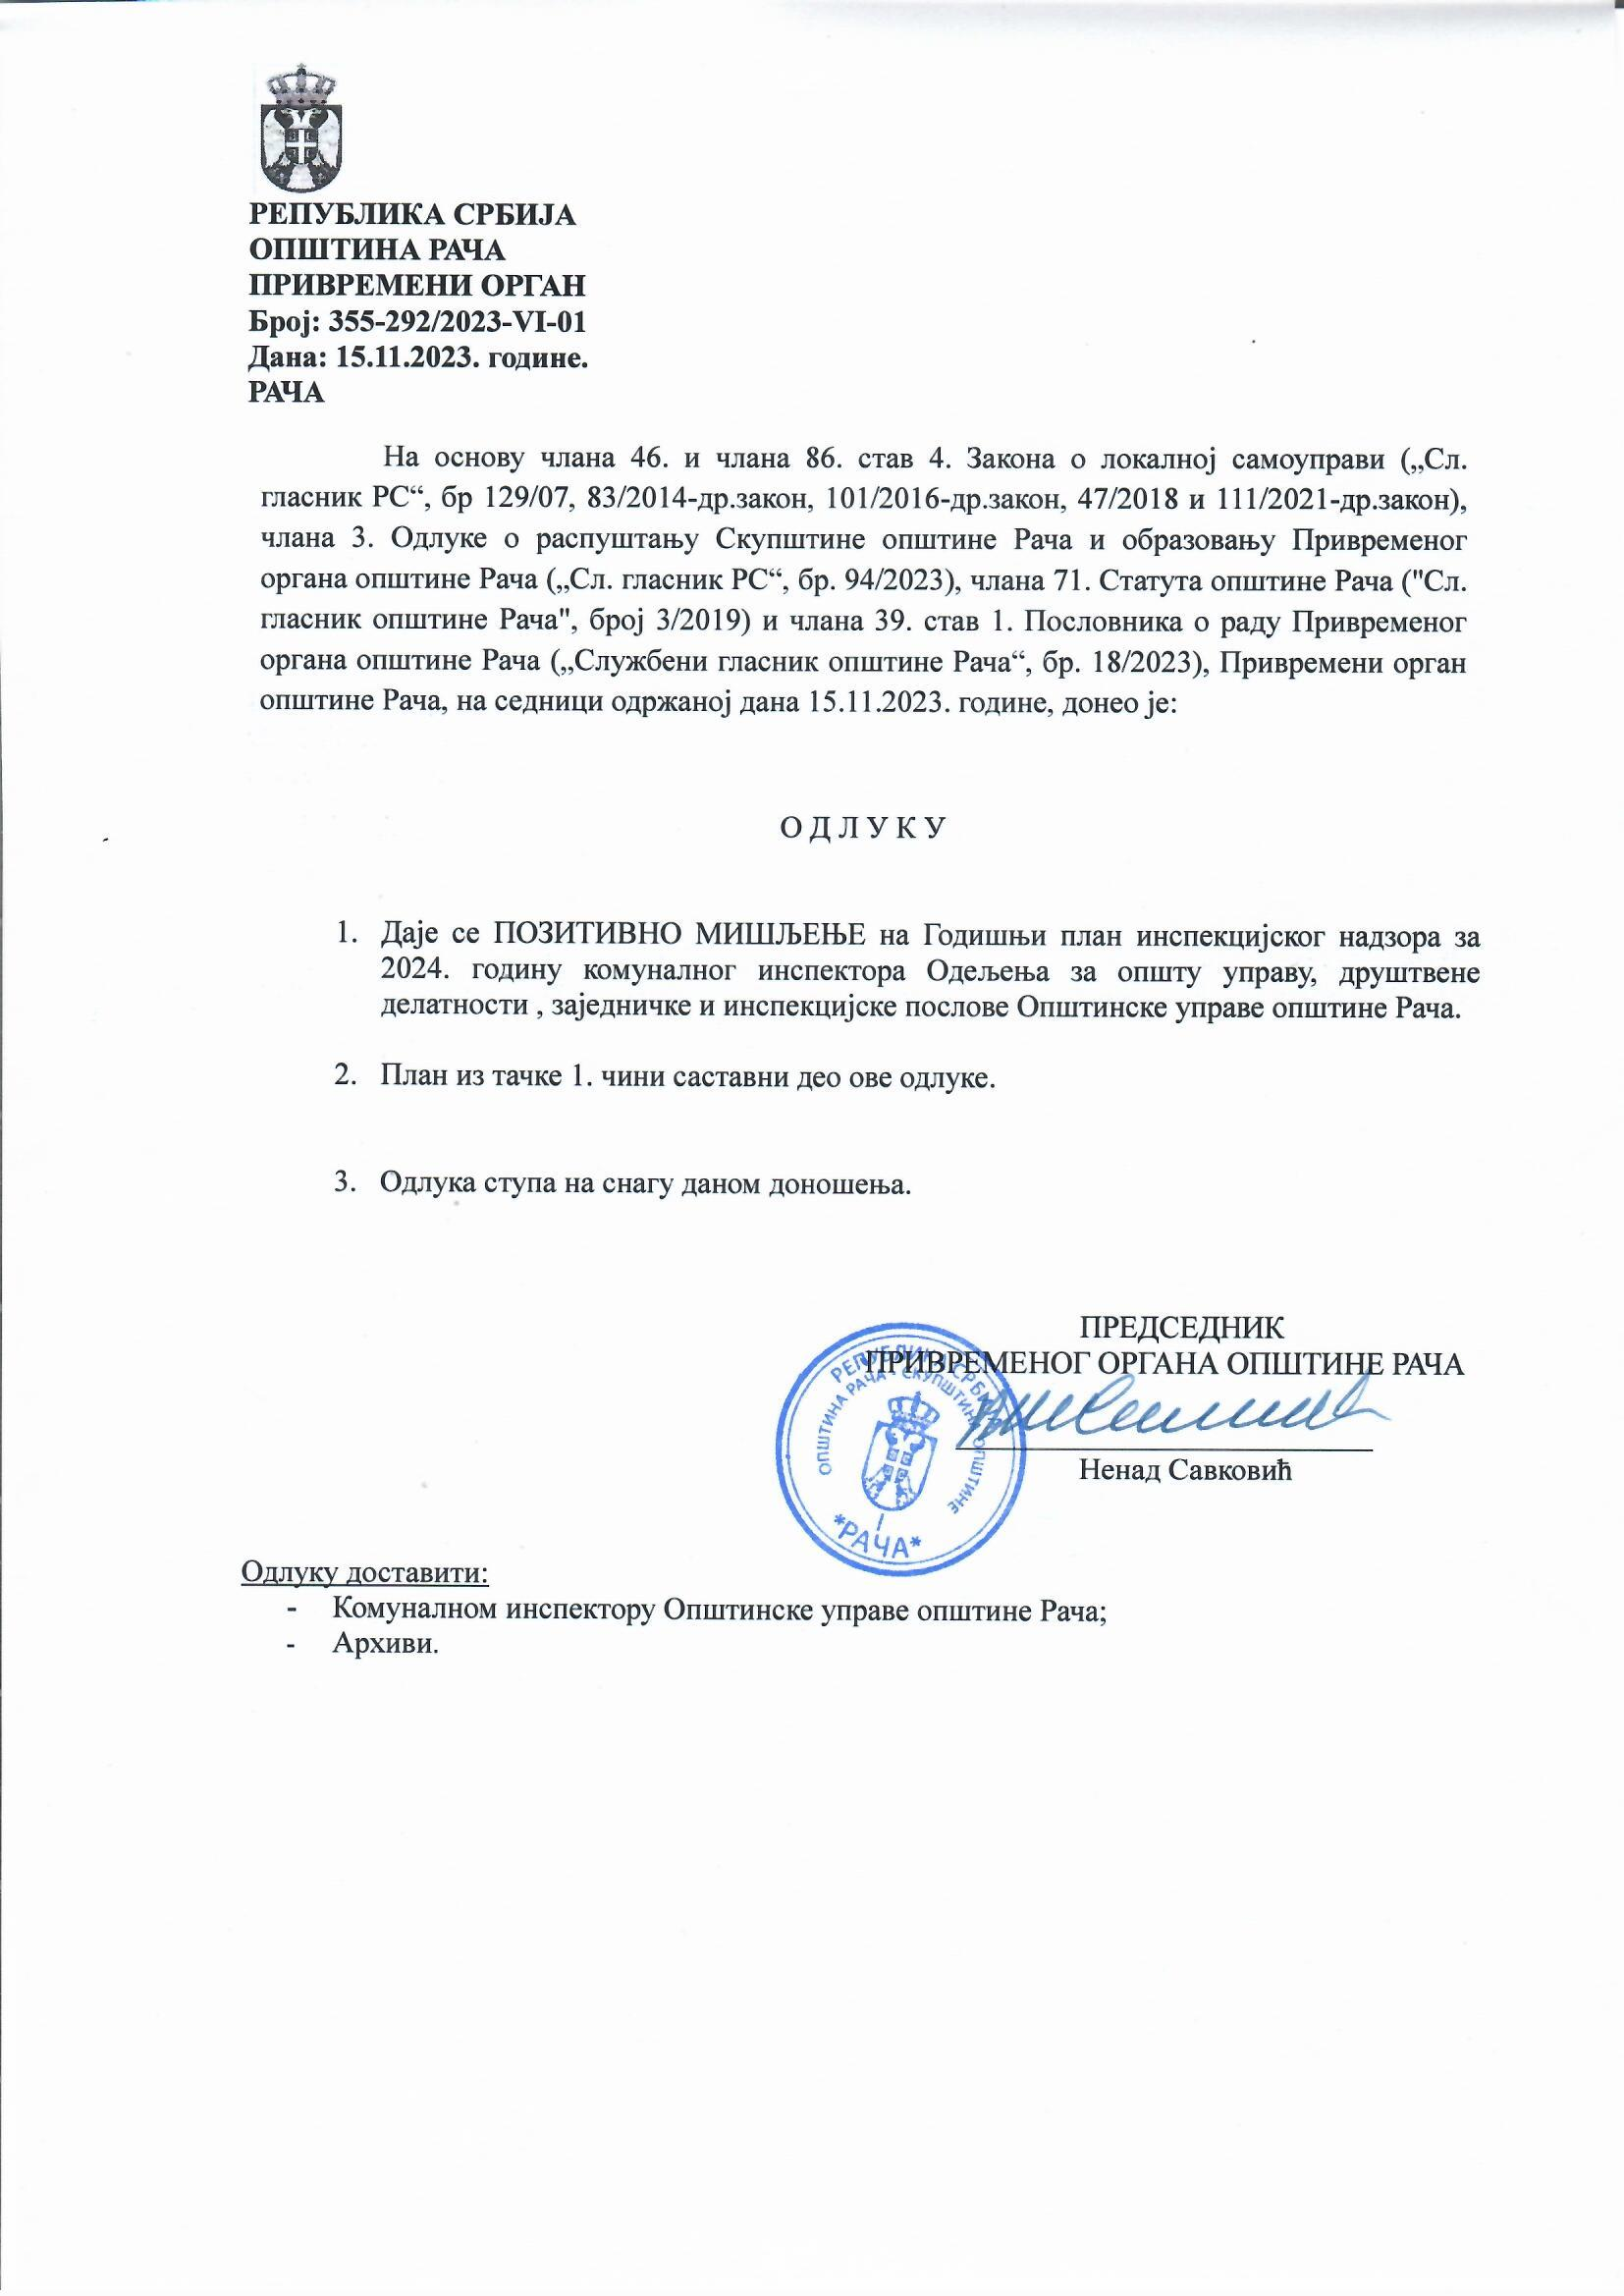 РЕПУБЛИКА СРБИЈА
ОПШТИНА РАЧА
ПРИВРЕМЕНИ ОРГАН
Број: 355-292/2023-VI-01
Дана: 15.11.2023. године.
РАЧА
На основу члана 46. и члана 86. став 4. Закона о локалној самоуправи („Сл.
гласник РС“, бр 129/07, 83/2014-др.закон, 101/2016-др.закон, 47/2018 и 111/2021-др.закон),
члана 3. Одлуке о распуштању Скупштине општине Рача и образовању Привременог
органа општине Рача („Сл. гласник РС“, бр. 94/2023), члана 71. Статута општине Рача ("Сл.
гласник општине Рача", број 3/2019) и члана 39. став 1. Пословника о раду Привременог
органа општине Рача („Службени гласник општине Рача“, бр. 18/2023), Привремени орган
општине Рача, на седници одржаној дана 15.11.2023. године, донео је:
О Д Л У К У
1. Даје се ПОЗИТИВНО МИШЉЕЊЕ на Годишњи план инспекцијског надзора за
2024. годину комуналног инспектора Одељења за општу управу, друштвене
делатности , заједничке и инспекцијске послове Општинске управе општине Рача.
2. План из тачке 1. чини саставни део ове одлуке.
3. Одлука ступа на снагу даном доношења.
ПРЕДСЕДНИК
ПРИВРЕМЕНОГ ОРГАНА ОПШТИНЕ РАЧА
Ненад Савковић
РЕПУБЛИКА СРБИЈА
ОПШТИНА РАЧА - СКУПШТИНА ОПШТИНЕ
I
*РАЧА*
Одлуку доставити:
- Комуналном инспектору Општинске управе општине Рача;
- Архиви.